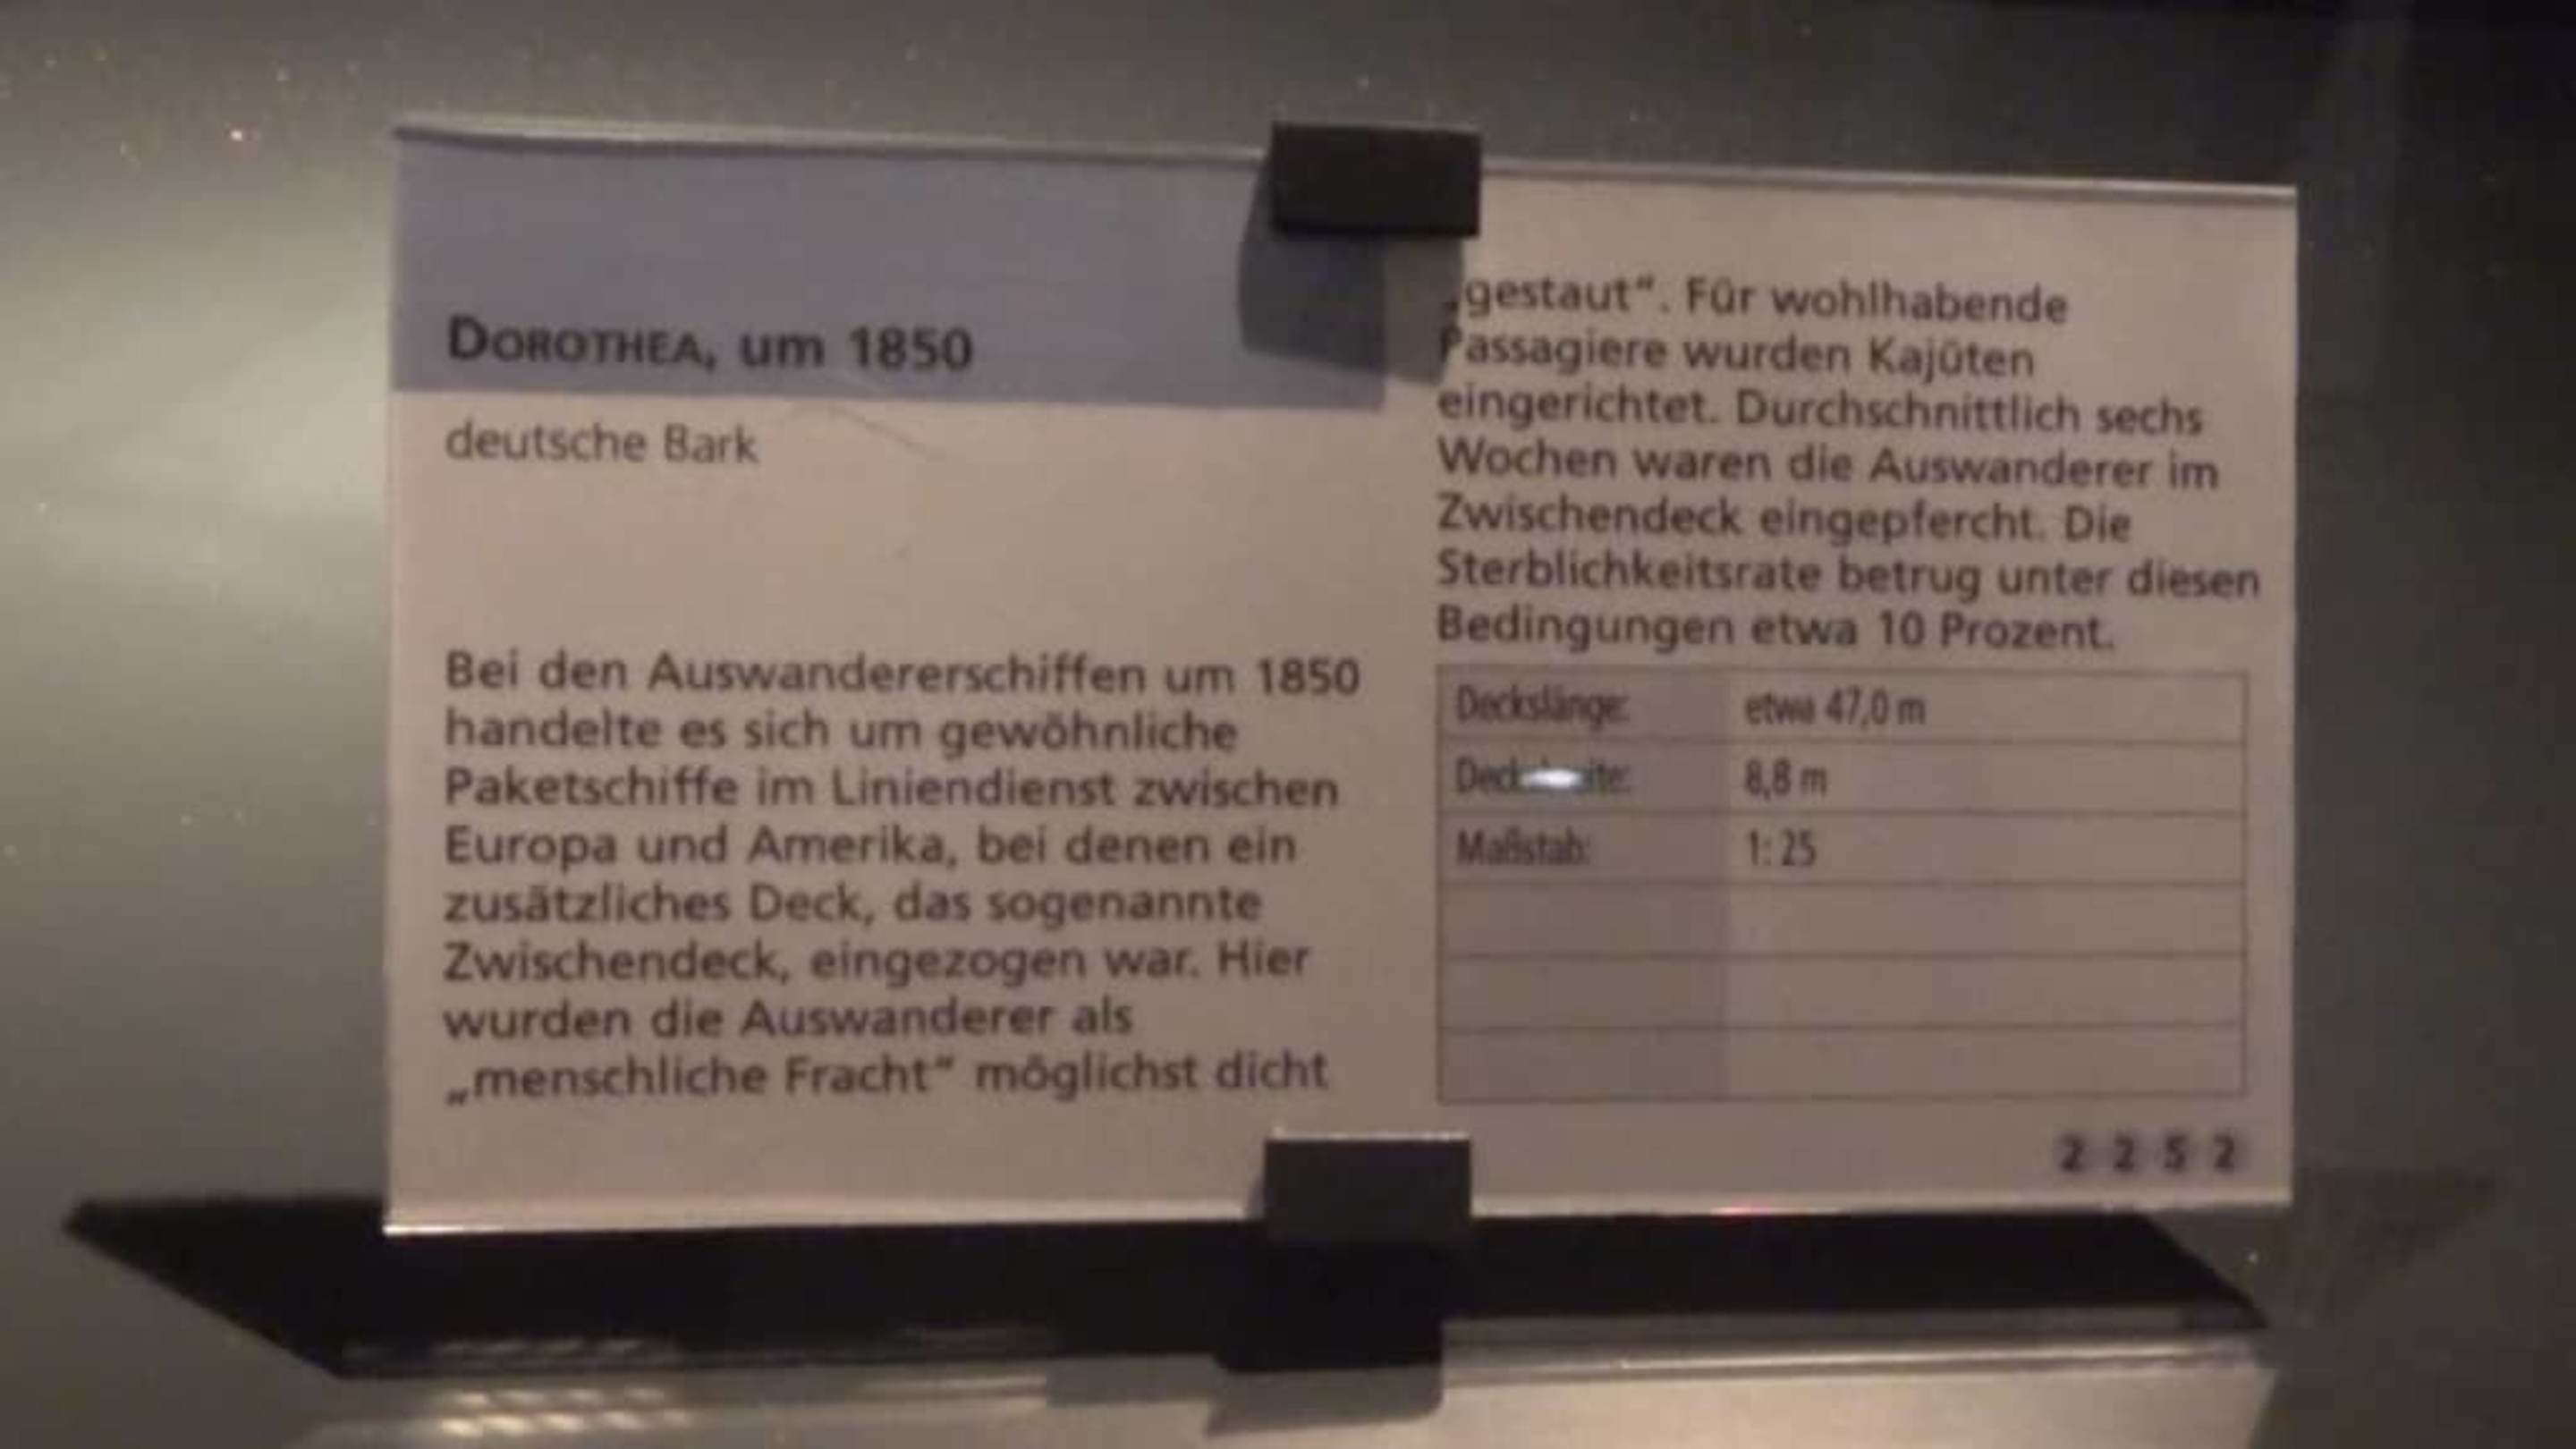 DOROTHEA, um 1850
deutsche Bark
Bei den Auswandererschiffen um 1850
handelte es sich um gewöhnliche
Paketschiffe im Liniendienst zwischen
Europa und Amerika, bei denen ein
zusätzliches Deck, das sogenannte
Zwischendeck, eingezogen war. Hier
wurden die Auswanderer als
„menschliche Fracht“ möglichst dicht
„gestaut“. Für wohlhabende
Passagiere wurden Kajüten
eingerichtet. Durchschnittlich sechs
Wochen waren die Auswanderer im
Zwischendeck eingepfercht. Die
Sterblichkeitsrate betrug unter diesen
Bedingungen etwa 10 Prozent.
Deckslänge: etwa 47,0 m
8,8 m
Maßstab: 1: 25
2 2 5 2